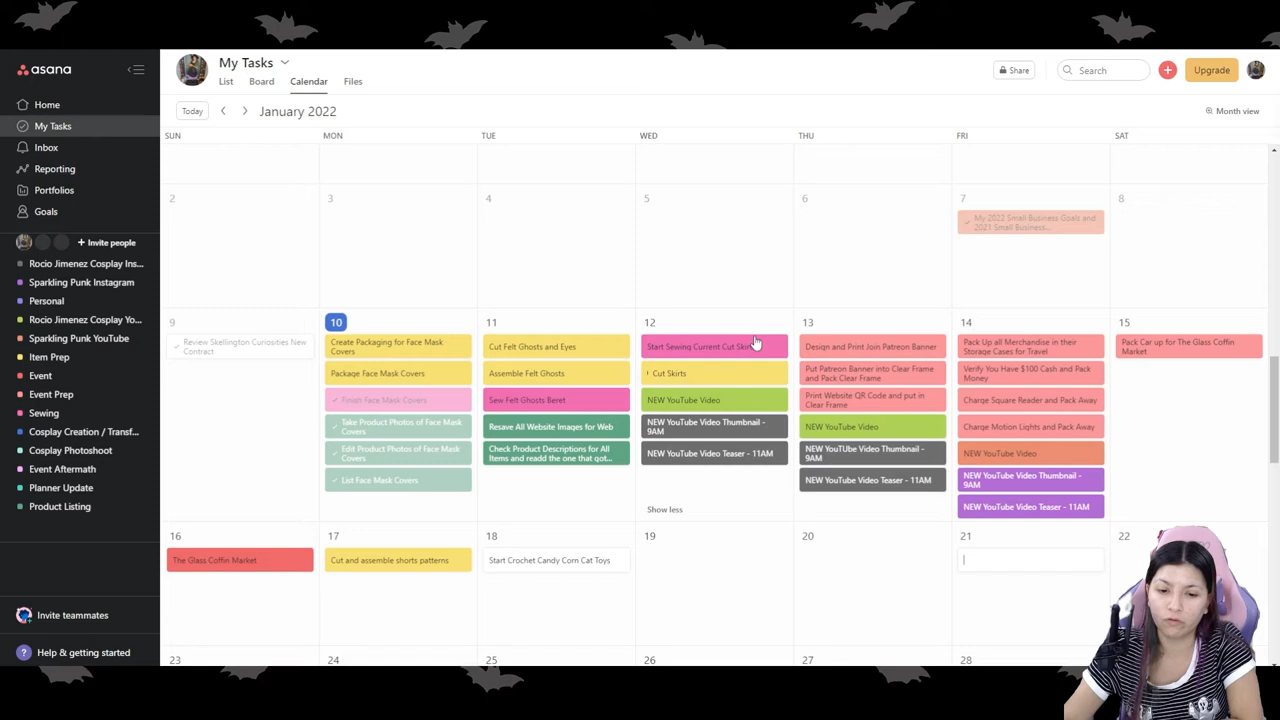 asana
My Tasks
List Board Calendar Files
Share
Search
Upgrade
Today
January 2022
Month view
Home
My Tasks
Inbox
Reporting
Portfolios
Goals
Invite people
Rocio Jimenez Cosplay Ins...
Sparkling Punk Instagram
Personal
Rocio Jimenez Cosplay Yo...
Sparkling Punk YouTube
Item Prep
Event
Event Prep
Sewing
Cosplay Creation / Transf...
Cosplay Photoshoot
Event Aftermath
Planner Update
Product Listing
Invite teammates
? Help & getting started
SUN MON TUE WED THU FRI SAT
2 3 4 5 6 7 8
My 2022 Small Business Goals and
2021 Small Business...
9
Review Skellington Curiosities New
Contract
10
Create Packaging for Face Mask
Covers
Package Face Mask Covers
Finish Face Mask Covers
Take Product Photos of Face Mask
Covers
Edit Product Photos of Face Mask
Covers
List Face Mask Covers
11
Cut Felt Ghosts and Eyes
Assemble Felt Ghosts
Sew Felt Ghosts Beret
Resave All Website Images for Web
Check Product Descriptions for All
Items and readd the one that got...
12
Start Sewing Current Cut
! Cut Skirts
NEW YouTube Video
NEW YouTube Video Thumbnail -
9AM
NEW YouTube Video Teaser - 11AM
Show less
13
Design and Print Join Patreon Banner
Put Patreon Banner into Clear Frame
and Pack Clear Frame
Print Website QR Code and put in
Clear Frame
NEW YouTube Video
NEW YouTUbe Video Thumbnail -
9AM
NEW YouTube Video Teaser - 11AM
14
Pack Up all Merchandise in their
Storage Cases for Travel
Verify You Have $100 Cash and Pack
Money
Charge Square Reader and Pack Away
Charge Motion Lights and Pack Away
NEW YouTube Video
NEW YouTube Video Thumbnail -
9AM
NEW YouTube Video Teaser - 11AM
15
Pack Car up for The Glass Coffin
Market
16
The Glass Coffin Market
17
Cut and assemble shorts patterns
18
Start Crochet Candy Corn Cat Toys
19 20 21 22
23 24 25 26 27 28